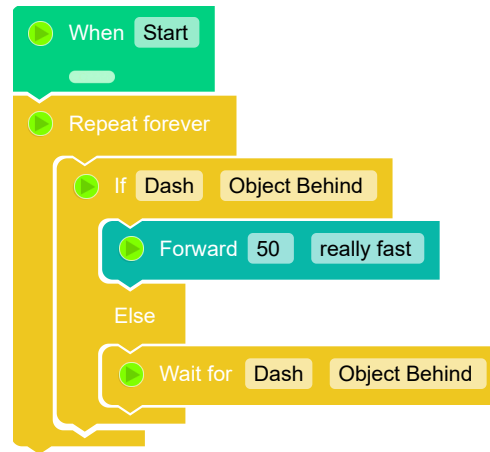 When Start
Repeat forever
If Dash Object Behind
Forward 50 really fast
Else
Wait for Dash Object Behind